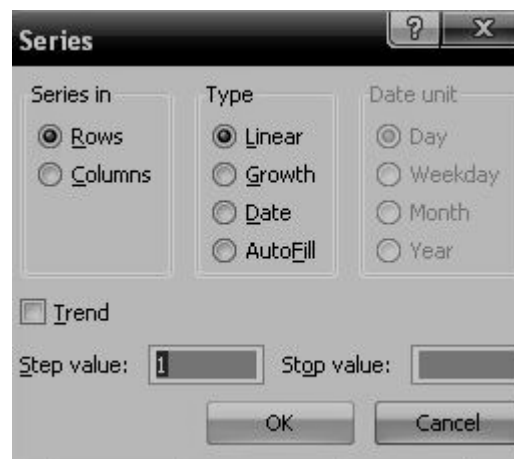 Series
? X
Series in Type Date unit
Rows Linear Day
Columns Growth Weekday
Date Month
AutoFill Year
Trend
Step value: 1 Stop value:
OK Cancel